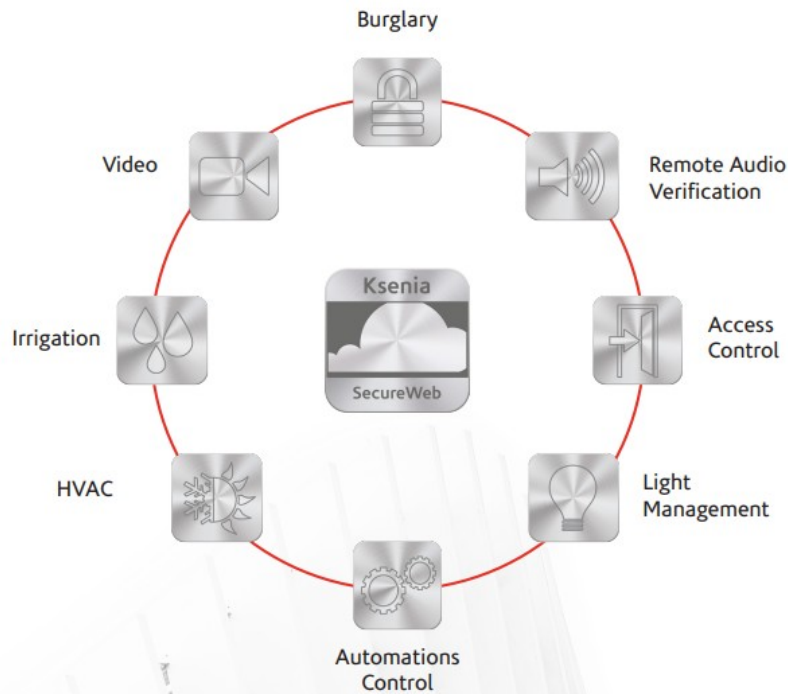 Burglary
Video
Remote Audio
Verification
Ksenia
SecureWeb
Irrigation
Access
Control
HVAC
Light
Management
Automations
Control